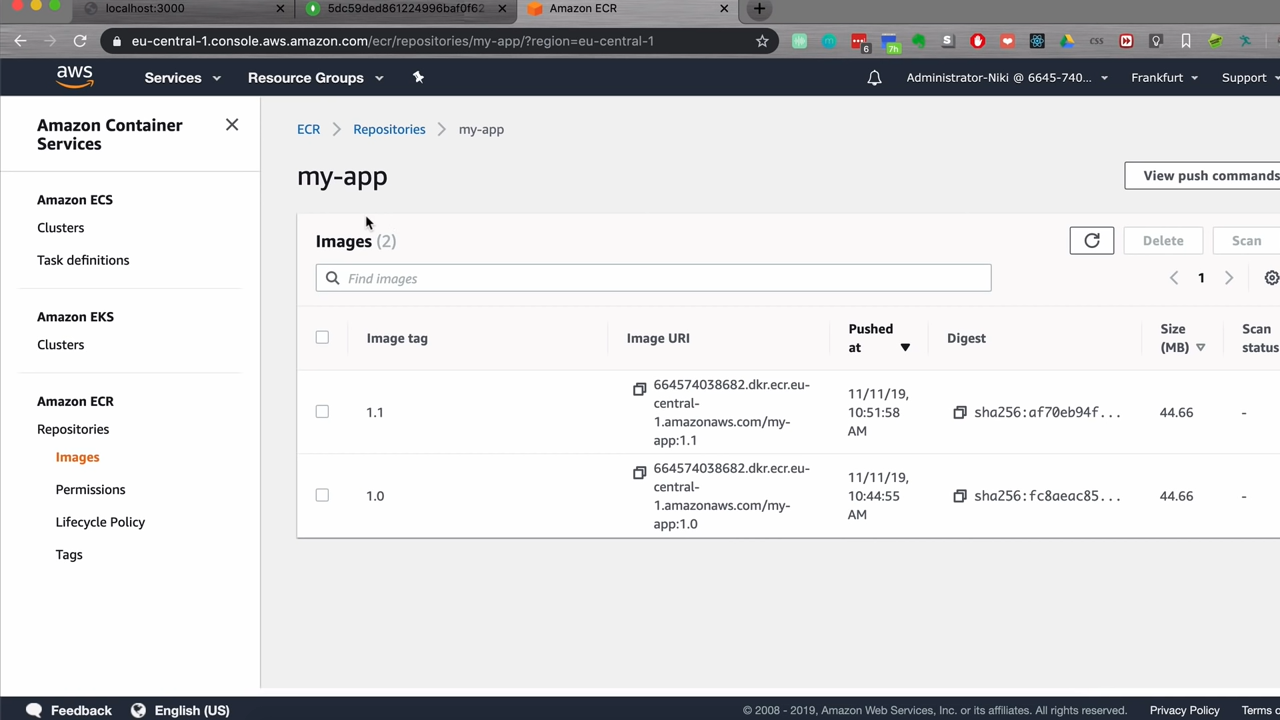 localhost:3000
5dc59ded861224996baf0f62
Amazon ECR
eu-central-1.console.aws.amazon.com/ecr/repositories/my-app/?region=eu-central-1
6
7h
S
CSS
aws
Services
Resource Groups
Administrator-Niki @ 6645-740...
Frankfurt
Support
Amazon Container
Services
Amazon ECS
Clusters
Task definitions
Amazon EKS
Clusters
Amazon ECR
Repositories
Images
Permissions
Lifecycle Policy
Tags
ECR
Repositories
my-app
my-app
View push commands
Images (2)
Delete
Scan
Find images
1
Image tag
Image URI
Pushed
at
Digest
Size
(MB)
Scan
status
1.1
664574038682.dkr.ecr.eu-
central-
1.amazonaws.com/my-
app:1.1
11/11/19,
10:51:58
AM
sha256:af70eb94f...
44.66
-
1.0
664574038682.dkr.ecr.eu-
central-
1.amazonaws.com/my-
app:1.0
11/11/19,
10:44:55
AM
sha256:fc8aeac85...
44.66
-
Feedback
English (US)
© 2008 - 2019, Amazon Web Services, Inc. or its affiliates. All rights reserved.
Privacy Policy
Terms o